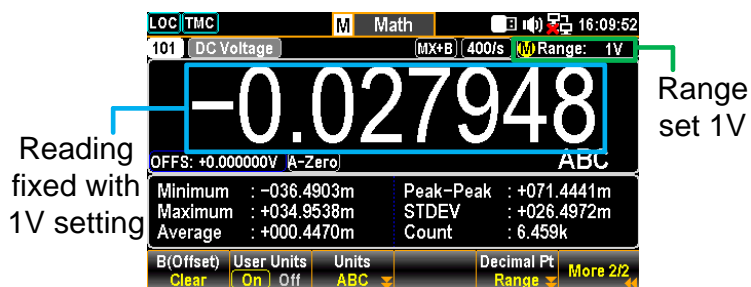 LOC TMC M Math 16:09:52
101 DC Voltage MX+B 400/s M Range: 1V
-0.027948
OFFS: +0.000000V A-Zero ABC
Minimum : -036.4903m Peak-Peak : +071.4441m
Maximum : +034.9538m STDEV : +026.4972m
Average : +000.4470m Count : 6.459k
B(Offset) User Units Units Decimal Pt More 2/2
Clear On Off ABC Range
Reading
fixed with
1V setting
Range
set 1V